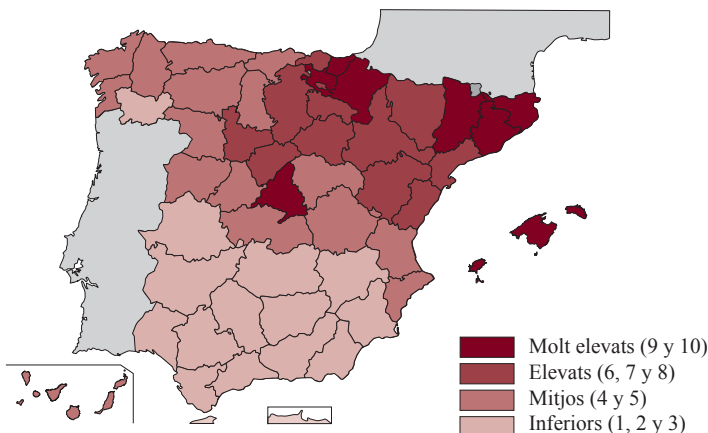 Molt elevats (9 y 10)
Elevats (6, 7 y 8)
Mitjos (4 y 5)
Inferiors (1, 2 y 3)